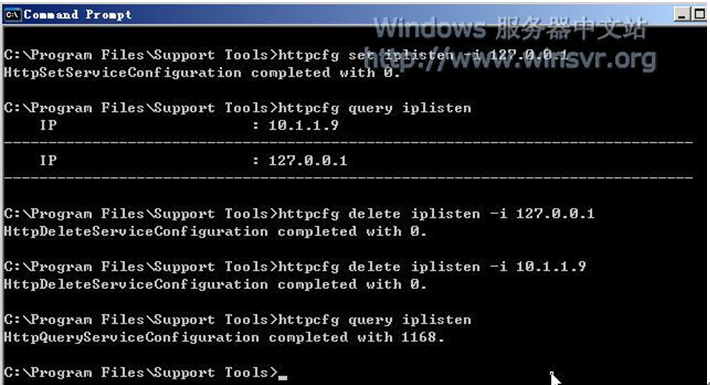 Command Prompt
Windows 服务器中文站
C:\Program Files\Support Tools>httpcfg set iplisten -i 127.0.0.1
http://www.winsvr.org
HttpSetServiceConfiguration completed with 0.
C:\Program Files\Support Tools>httpcfg query iplisten
IP : 10.1.1.9
------------------------------------------------------------------------------
IP : 127.0.0.1
------------------------------------------------------------------------------
C:\Program Files\Support Tools>httpcfg delete iplisten -i 127.0.0.1
HttpDeleteServiceConfiguration completed with 0.
C:\Program Files\Support Tools>httpcfg delete iplisten -i 10.1.1.9
HttpDeleteServiceConfiguration completed with 0.
C:\Program Files\Support Tools>httpcfg query iplisten
HttpQueryServiceConfiguration completed with 1168.
C:\Program Files\Support Tools>_